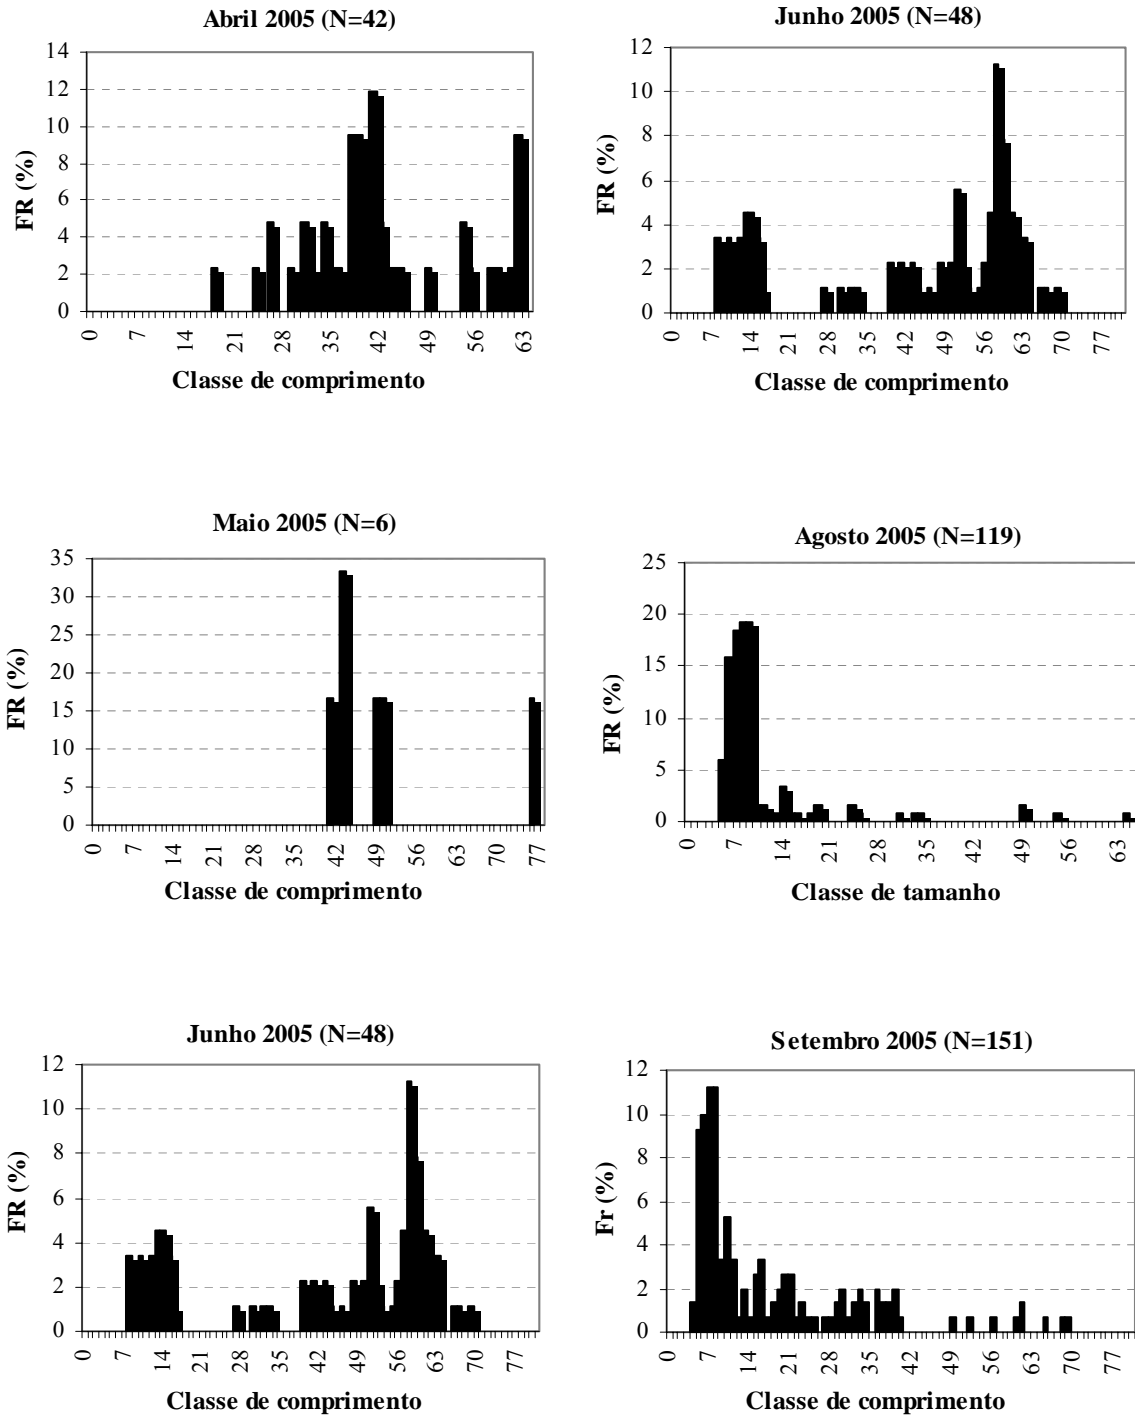 Abril 2005 (N=42)
14
12
10
8
6
4
2
0
FR (%)
0 7 14 21 28 35 42 49 56 63
Classe de comprimento
Junho 2005 (N=48)
12
10
8
6
4
2
0
FR (%)
0 7 14 21 28 35 42 49 56 63 70 77
Classe de comprimento
Maio 2005 (N=6)
35
30
25
20
15
10
5
0
FR (%)
0 7 14 21 28 35 42 49 56 63 70 77
Classe de comprimento
Agosto 2005 (N=119)
25
20
15
10
5
0
FR (%)
0 7 14 21 28 35 42 49 56 63
Classe de tamanho
Junho 2005 (N=48)
12
10
8
6
4
2
0
FR (%)
0 7 14 21 28 35 42 49 56 63 70 77
Classe de comprimento
Setembro 2005 (N=151)
12
10
8
6
4
2
0
Fr (%)
0 7 14 21 28 35 42 49 56 63 70 77
Classe de comprimento